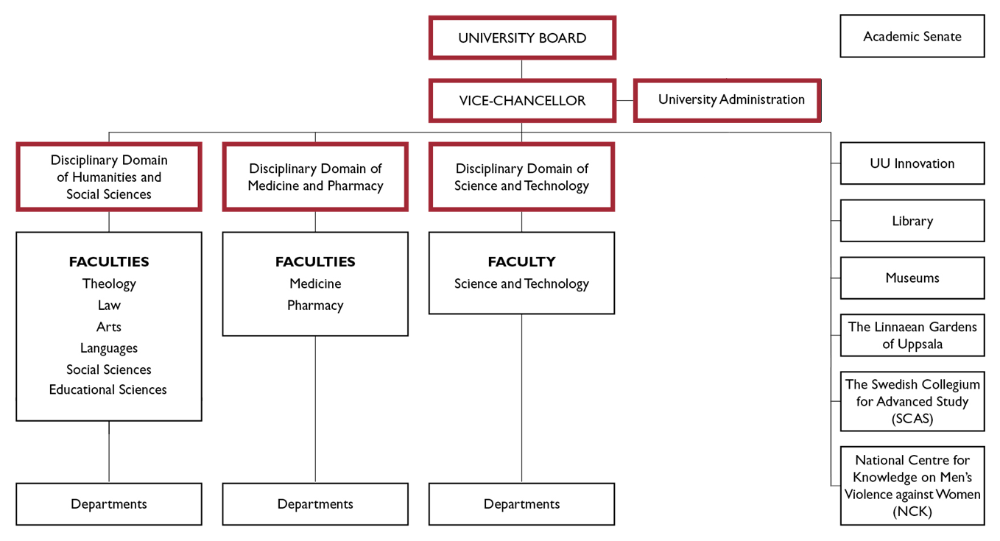 UNIVERSITY BOARD
Academic Senate
VICE-CHANCELLOR
University Administration
Disciplinary Domain
of Humanities and
Social Sciences
Disciplinary Domain of
Medicine and Pharmacy
Disciplinary Domain of
Science and Technology
FACULTIES
Theology
Law
Arts
Languages
Social Sciences
Educational Sciences
FACULTIES
Medicine
Pharmacy
FACULTY
Science and Technology
Departments
Departments
Departments
UU Innovation
Library
Museums
The Linnaean Gardens
of Uppsala
The Swedish Collegium
for Advanced Study
(SCAS)
National Centre for
Knowledge on Men's
Violence against Women
(NCK)